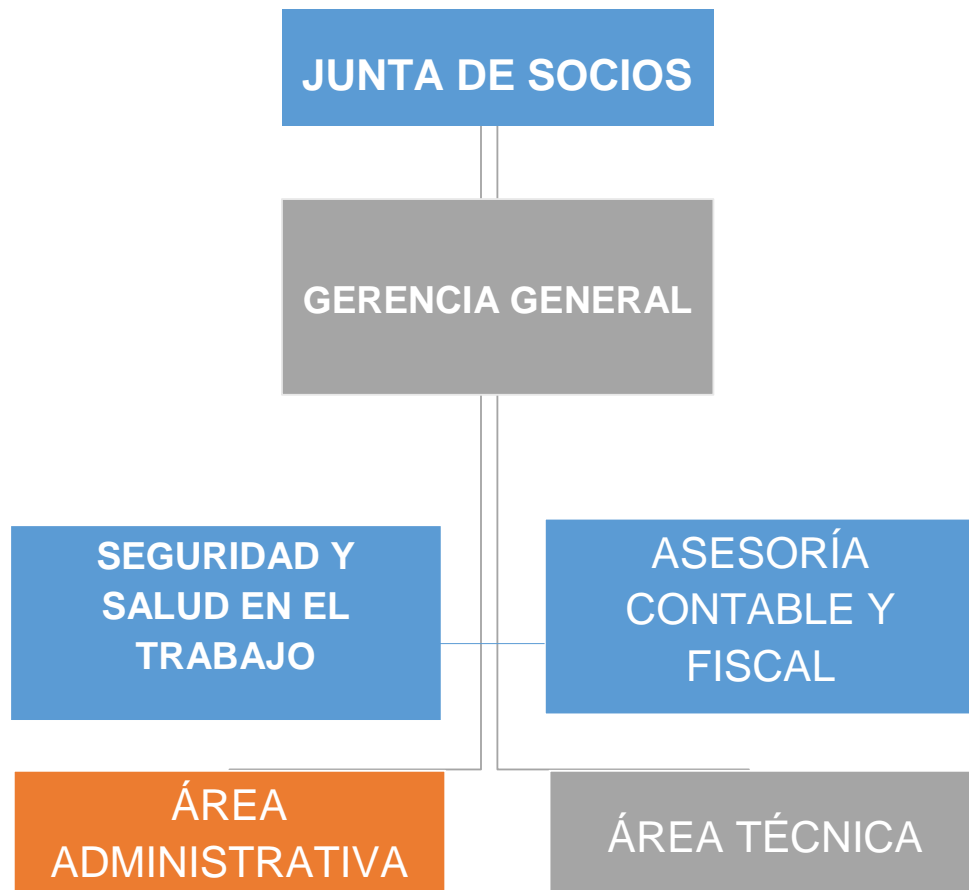 JUNTA DE SOCIOS
GERENCIA GENERAL
SEGURIDAD Y
SALUD EN EL
TRABAJO
ASESORÍA
CONTABLE Y
FISCAL
ÁREA
ADMINISTRATIVA
ÁREA TÉCNICA